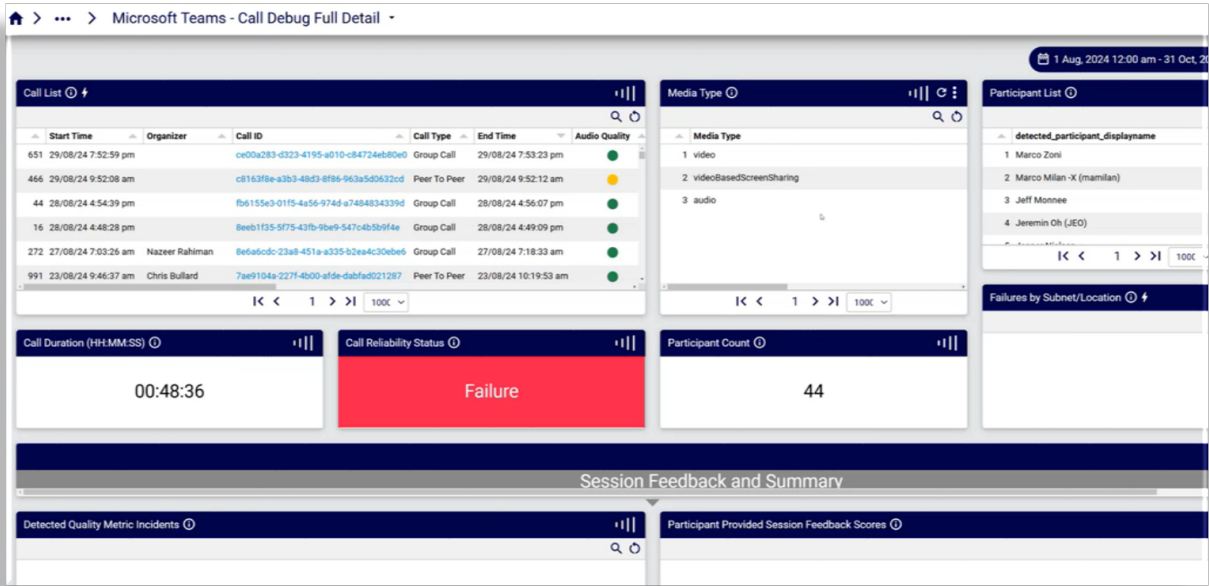 Microsoft Teams - Call Debug Full Detail
1 Aug, 2024 12:00 am - 31 Oct, 20
Call List
Start Time Organizer Call ID Call Type End Time Audio Quality
651 29/08/24 7:52:59 pm ce00a283-d323-4195-a010-c84724eb80e0 Group Call 29/08/24 7:53:23 pm
466 29/08/24 9:52:08 am c8163f8e-a3b3-48d3-8f86-963a5d0632cd Peer To Peer 29/08/24 9:52:12 am
44 28/08/24 4:54:39 pm fb6155e3-01f5-4a56-974d-a7484834339d Group Call 28/08/24 4:56:07 pm
16 28/08/24 4:48:28 pm 8eeb1f35-5f75-43fb-9be9-547c4b5b9f4e Group Call 28/08/24 4:49:09 pm
272 27/08/24 7:03:26 am Nazeer Rahiman 8e6a6cdc-23a8-451a-a335-b2ea4c30ebe6 Group Call 27/08/24 7:18:33 am
991 23/08/24 9:46:37 am Chris Bullard 7ae9104a-227f-4b00-afde-dabfad021287 Peer To Peer 23/08/24 10:19:53 am
1 100
Media Type
Media Type
1 video
2 videoBasedScreenSharing
3 audio
1 100
Participant List
detected_participant_displayname
1 Marco Zoni
2 Marco Milan -X (mamilan)
3 Jeff Monnee
4 Jeremin Oh (JEO)
1 100
Failures by Subnet/Location
Call Duration (HH:MM:SS)
00:48:36
Call Reliability Status
Failure
Participant Count
44
Session Feedback and Summary
Detected Quality Metric Incidents
Participant Provided Session Feedback Scores